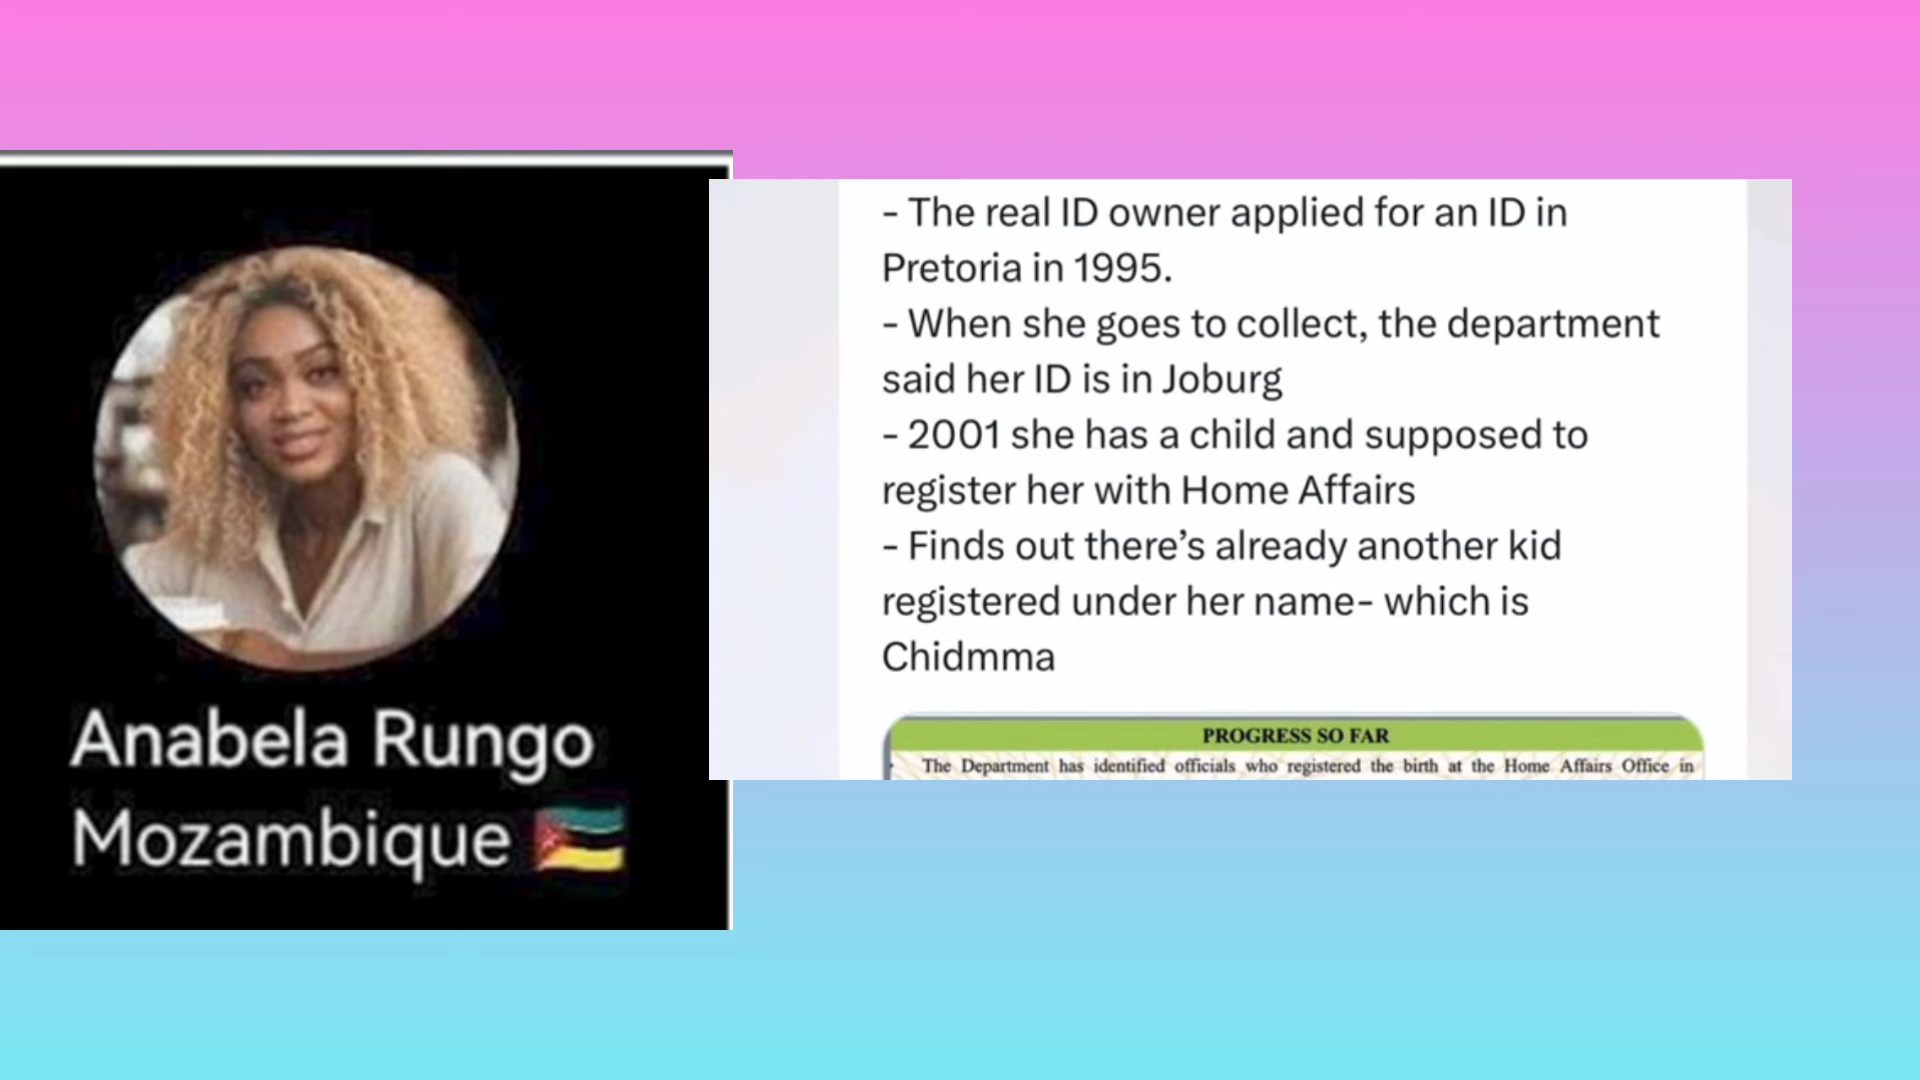 Anabela Rungo
Mozambique
- The real ID owner applied for an ID in
Pretoria in 1995.
- When she goes to collect, the department
said her ID is in Joburg
- 2001 she has a child and supposed to
register her with Home Affairs
- Finds out there’s already another kid
registered under her name- which is
Chidmma
PROGRESS SO FAR
The Department has identified officials who registered the birth at the Home Affairs Office in